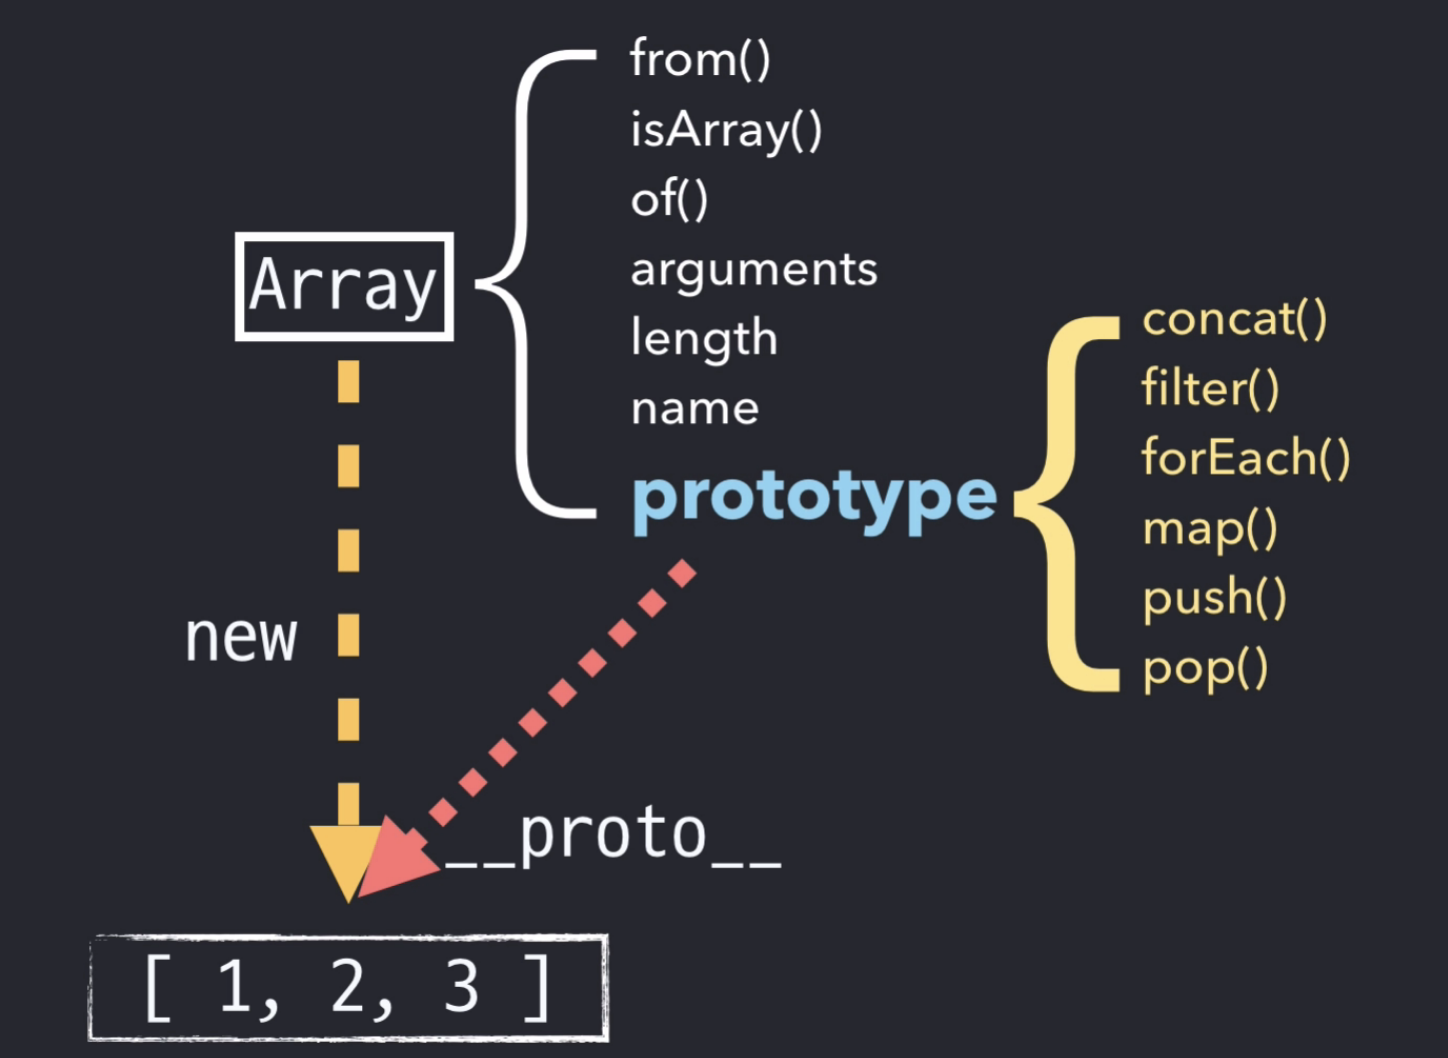 Array
from()
isArray()
of()
arguments
length
name
prototype
concat()
filter()
forEach()
map()
push()
pop()
new
__proto__
[ 1, 2, 3 ]